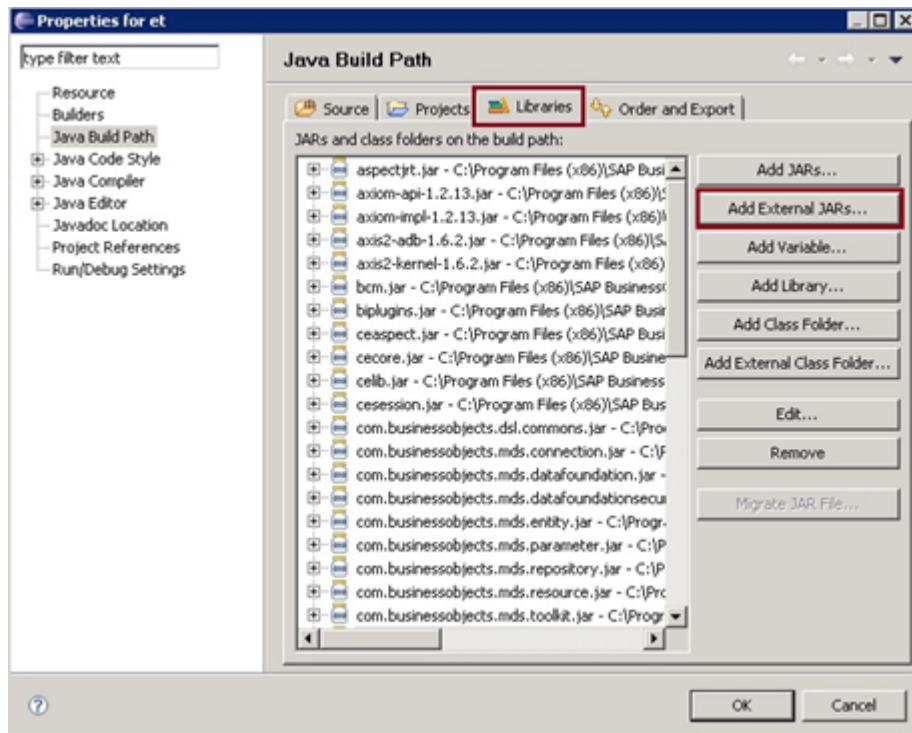 Properties for et
type filter text
Resource
Builders
Java Build Path
Java Code Style
Java Compiler
Java Editor
Javadoc Location
Project References
Run/Debug Settings
Java Build Path
Source Projects Libraries Order and Export
JARs and class folders on the build path:
aspectjrt.jar - C:\Program Files (x86)\SAP Busi
axiom-api-1.2.13.jar - C:\Program Files (x86)\S
axiom-impl-1.2.13.jar - C:\Program Files (x86)\
axis2-adb-1.6.2.jar - C:\Program Files (x86)\S
axis2-kernel-1.6.2.jar - C:\Program Files (x86)
bcm.jar - C:\Program Files (x86)\SAP Business
biplugins.jar - C:\Program Files (x86)\SAP Busin
ceaspect.jar - C:\Program Files (x86)\SAP Busi
cecore.jar - C:\Program Files (x86)\SAP Busine
celib.jar - C:\Program Files (x86)\SAP Business
cesession.jar - C:\Program Files (x86)\SAP Bus
com.businessobjects.dsl.commons.jar - C:\Pro
com.businessobjects.mds.connection.jar - C:\P
com.businessobjects.mds.datafoundation.jar -
com.businessobjects.mds.datafoundationsecu
com.businessobjects.mds.entity.jar - C:\Progr
com.businessobjects.mds.parameter.jar - C:\P
com.businessobjects.mds.repository.jar - C:\P
com.businessobjects.mds.resource.jar - C:\Pro
com.businessobjects.mds.toolkit.jar - C:\Progr
Add JARs...
Add External JARs...
Add Variable...
Add Library...
Add Class Folder...
Add External Class Folder...
Edit...
Remove
Migrate JAR File...
OK
Cancel